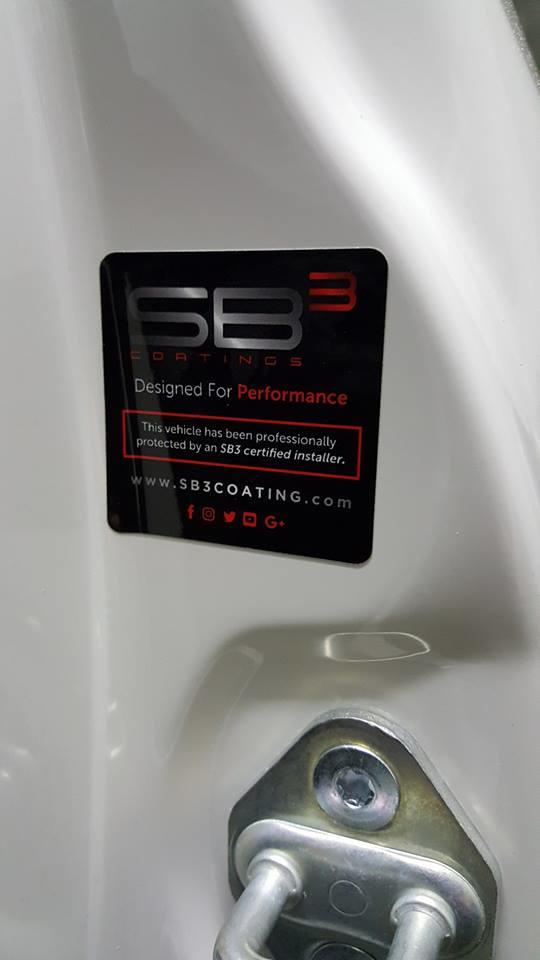 SB3
COATINGS
Designed For Performance
This vehicle has been professionally
protected by an SB3 certified installer.
www.SB3COATING.com
f G+